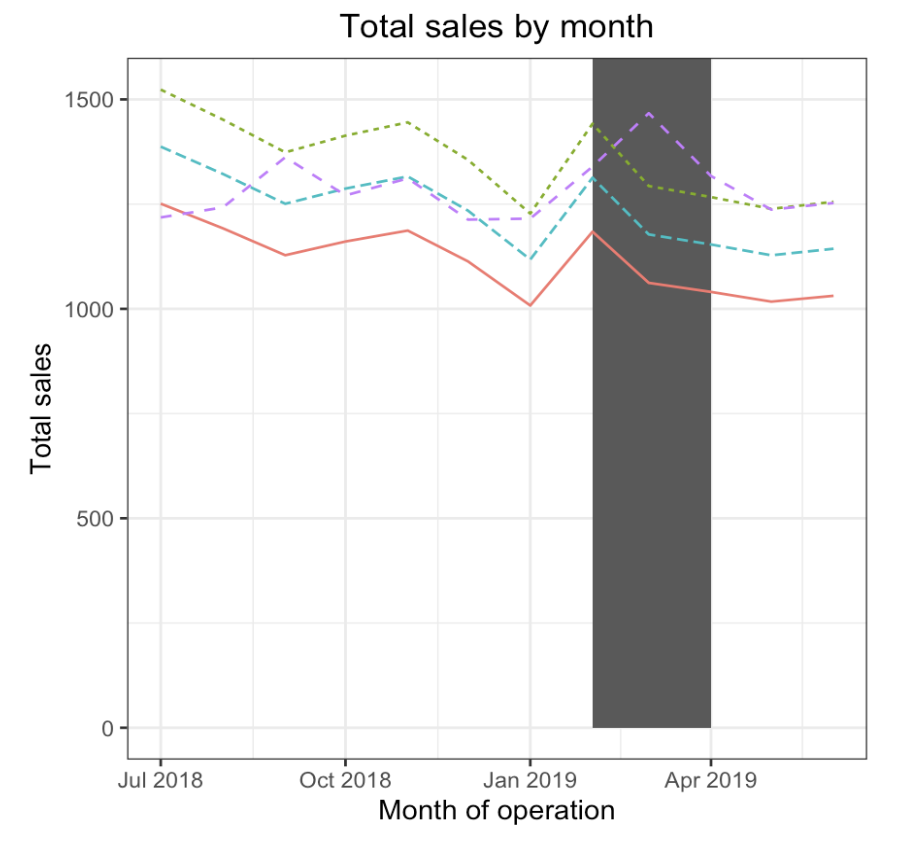 Total sales by month
1500
1000
500
0
Total sales
Jul 2018 Oct 2018 Jan 2019 Apr 2019
Month of operation